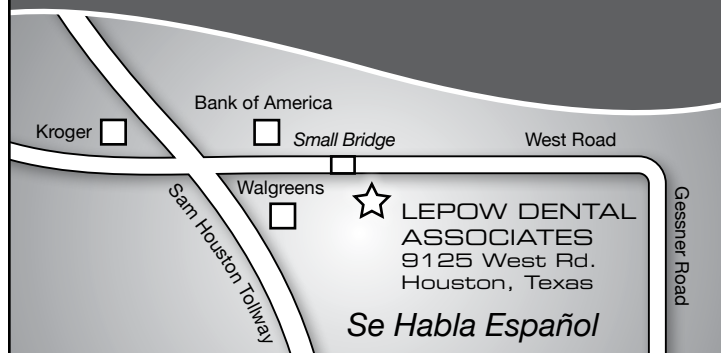 Bank of America
Kroger
Small Bridge
West Road
Walgreens
Sam Houston Tollway
Gessner Road
LEPOW DENTAL
ASSOCIATES
9125 West Rd.
Houston, Texas
Se Habla Español